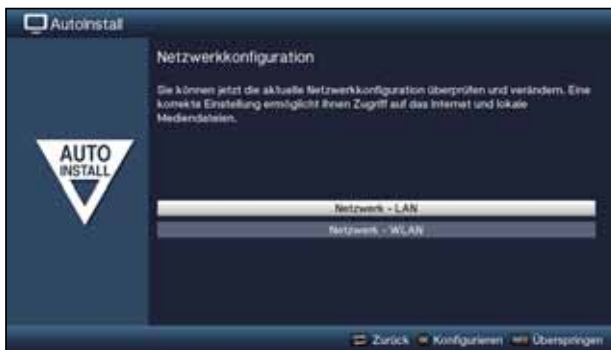 AutoInstall
Netzwerkkonfiguration
Sie können jetzt die aktuelle Netzwerkkonfiguration überprüfen und verändern. Eine
korrekte Einstellung ermöglicht Ihnen Zugriff auf das Internet und lokale
Mediendateien.
AUTO
INSTALL
Netzwerk - LAN
Netzwerk - WLAN
Zurück Konfigurieren Überspringen